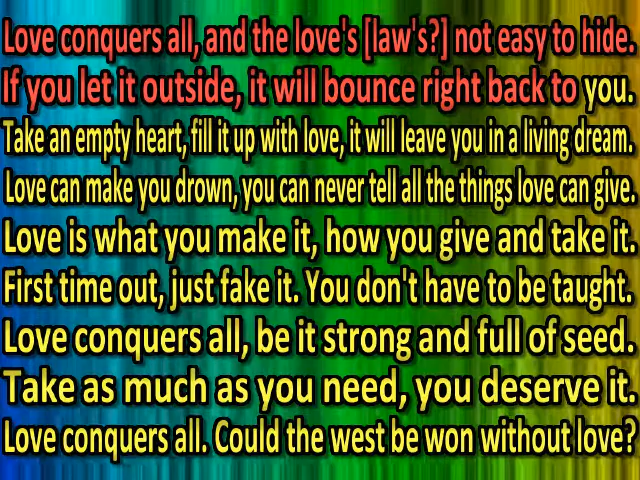 Love conquers all, and the love's [law's?] not easy to hide.
If you let it outside, it will bounce right back to you.
Take an empty heart, fill it up with love, it will leave you in a living dream.
Love can make you drown, you can never tell all the things love can give.
Love is what you make it, how you give and take it.
First time out, just fake it. You don't have to be taught.
Love conquers all, be it strong and full of seed.
Take as much as you need, you deserve it.
Love conquers all. Could the west be won without love?